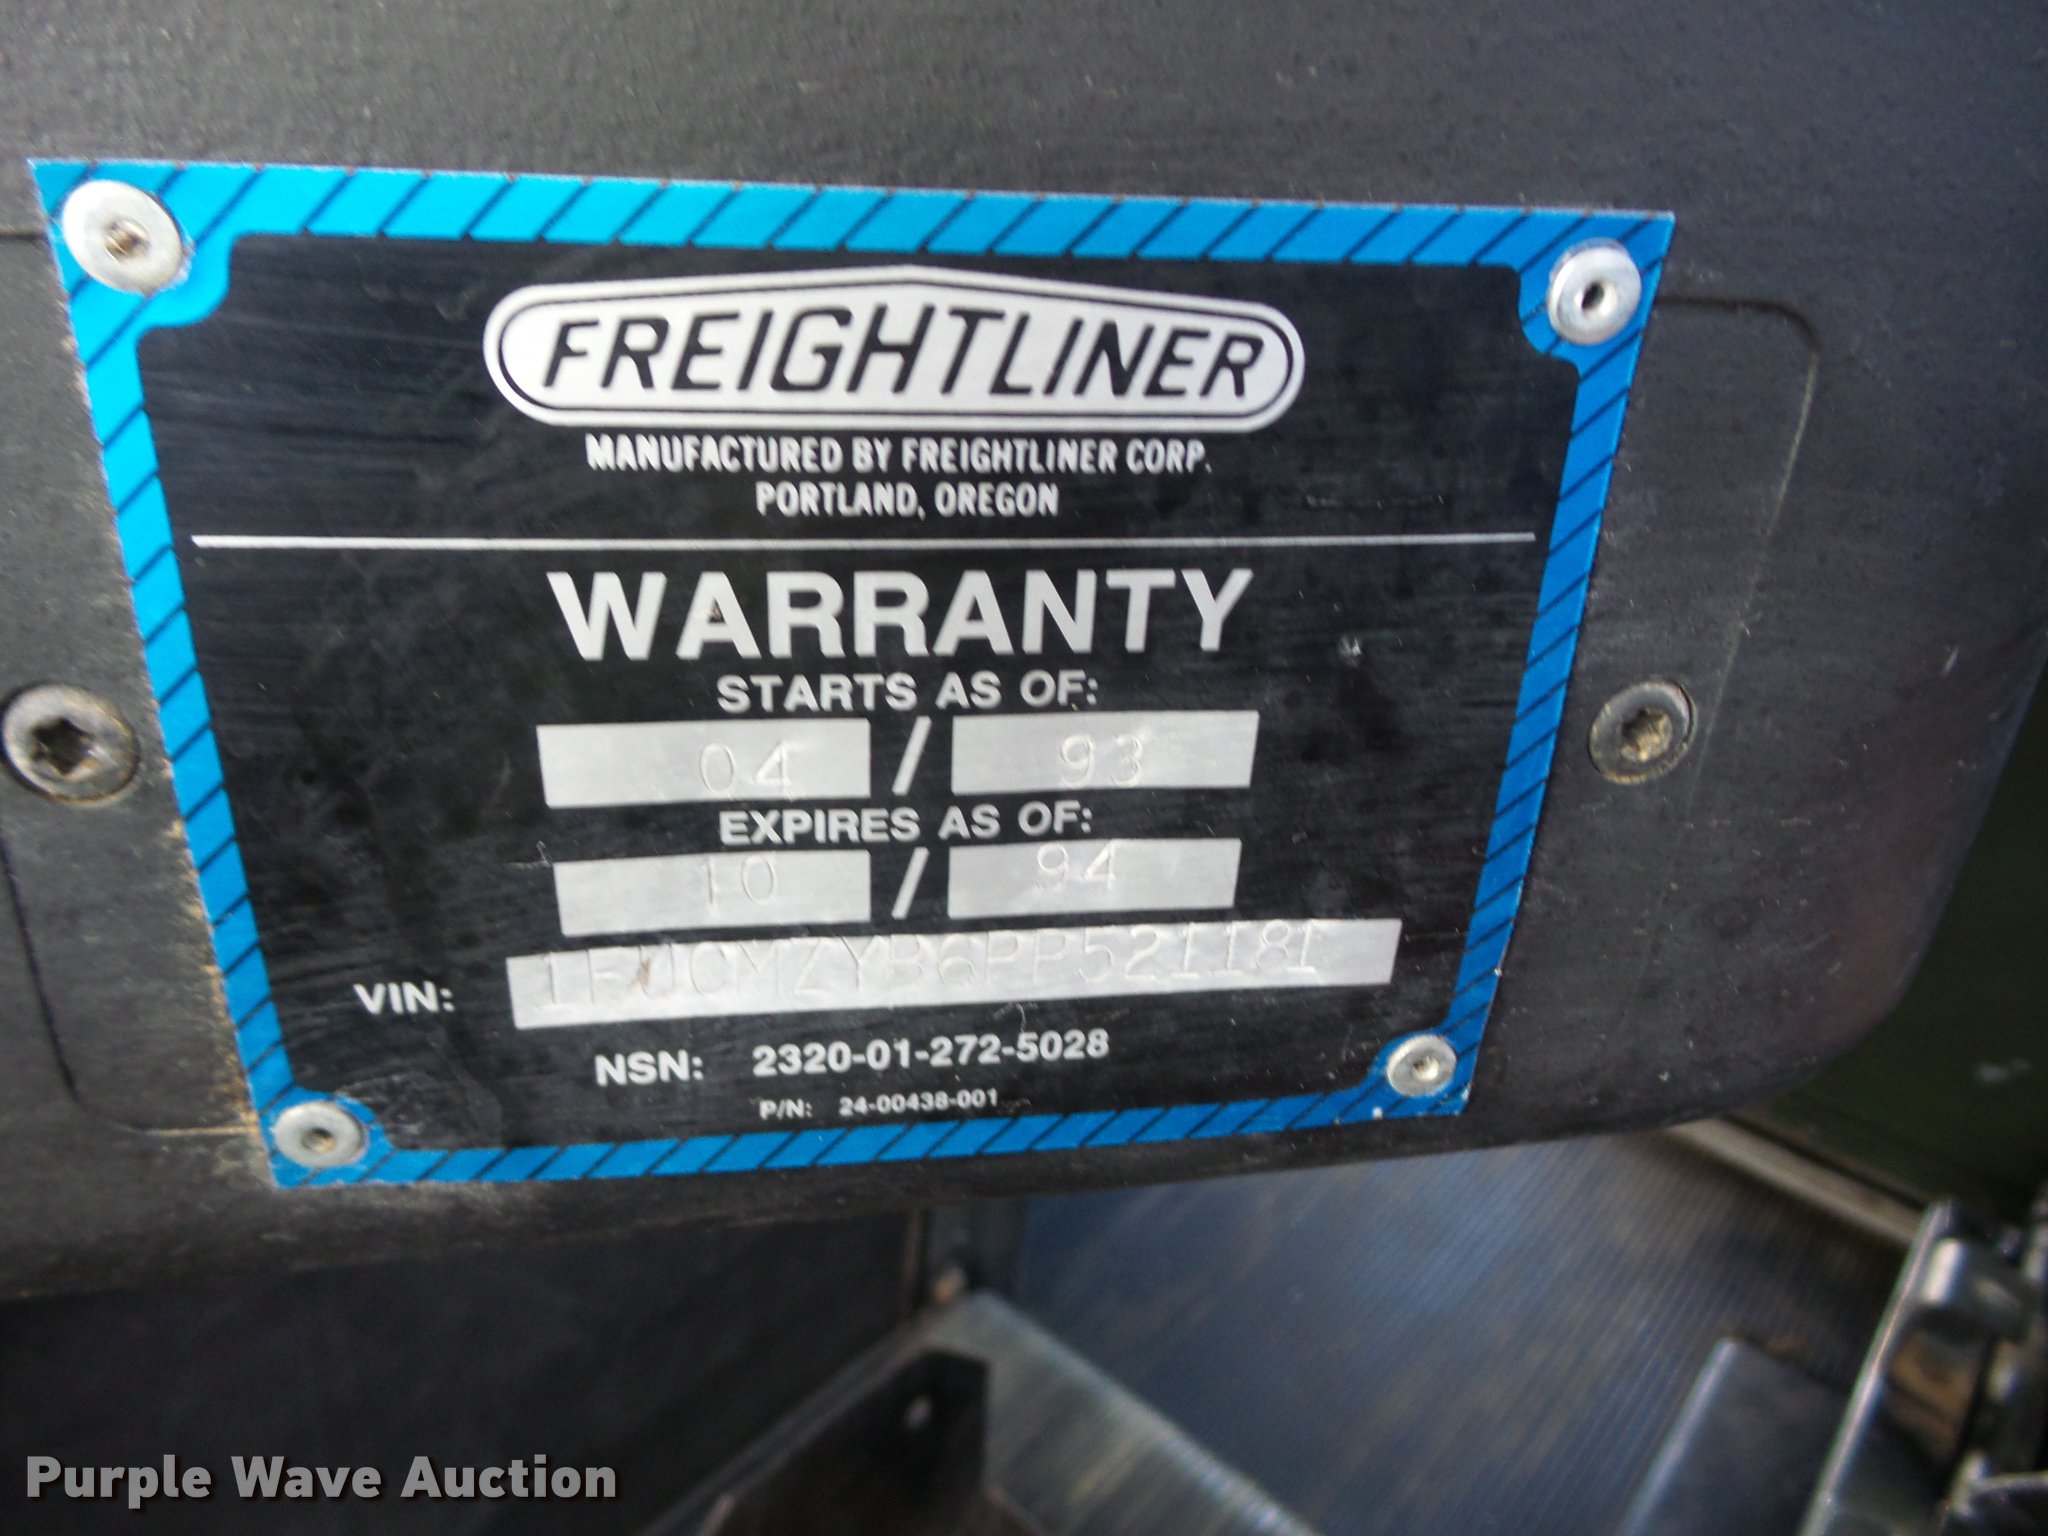 FREIGHTLINER
MANUFACTURED BY FREIGHTLINER CORP.
PORTLAND, OREGON
WARRANTY
STARTS AS OF:
04 / 93
EXPIRES AS OF:
10 / 94
VIN:
NSN: 2320-01-272-5028
P/N: 24-00438-001
Purple Wave Auction